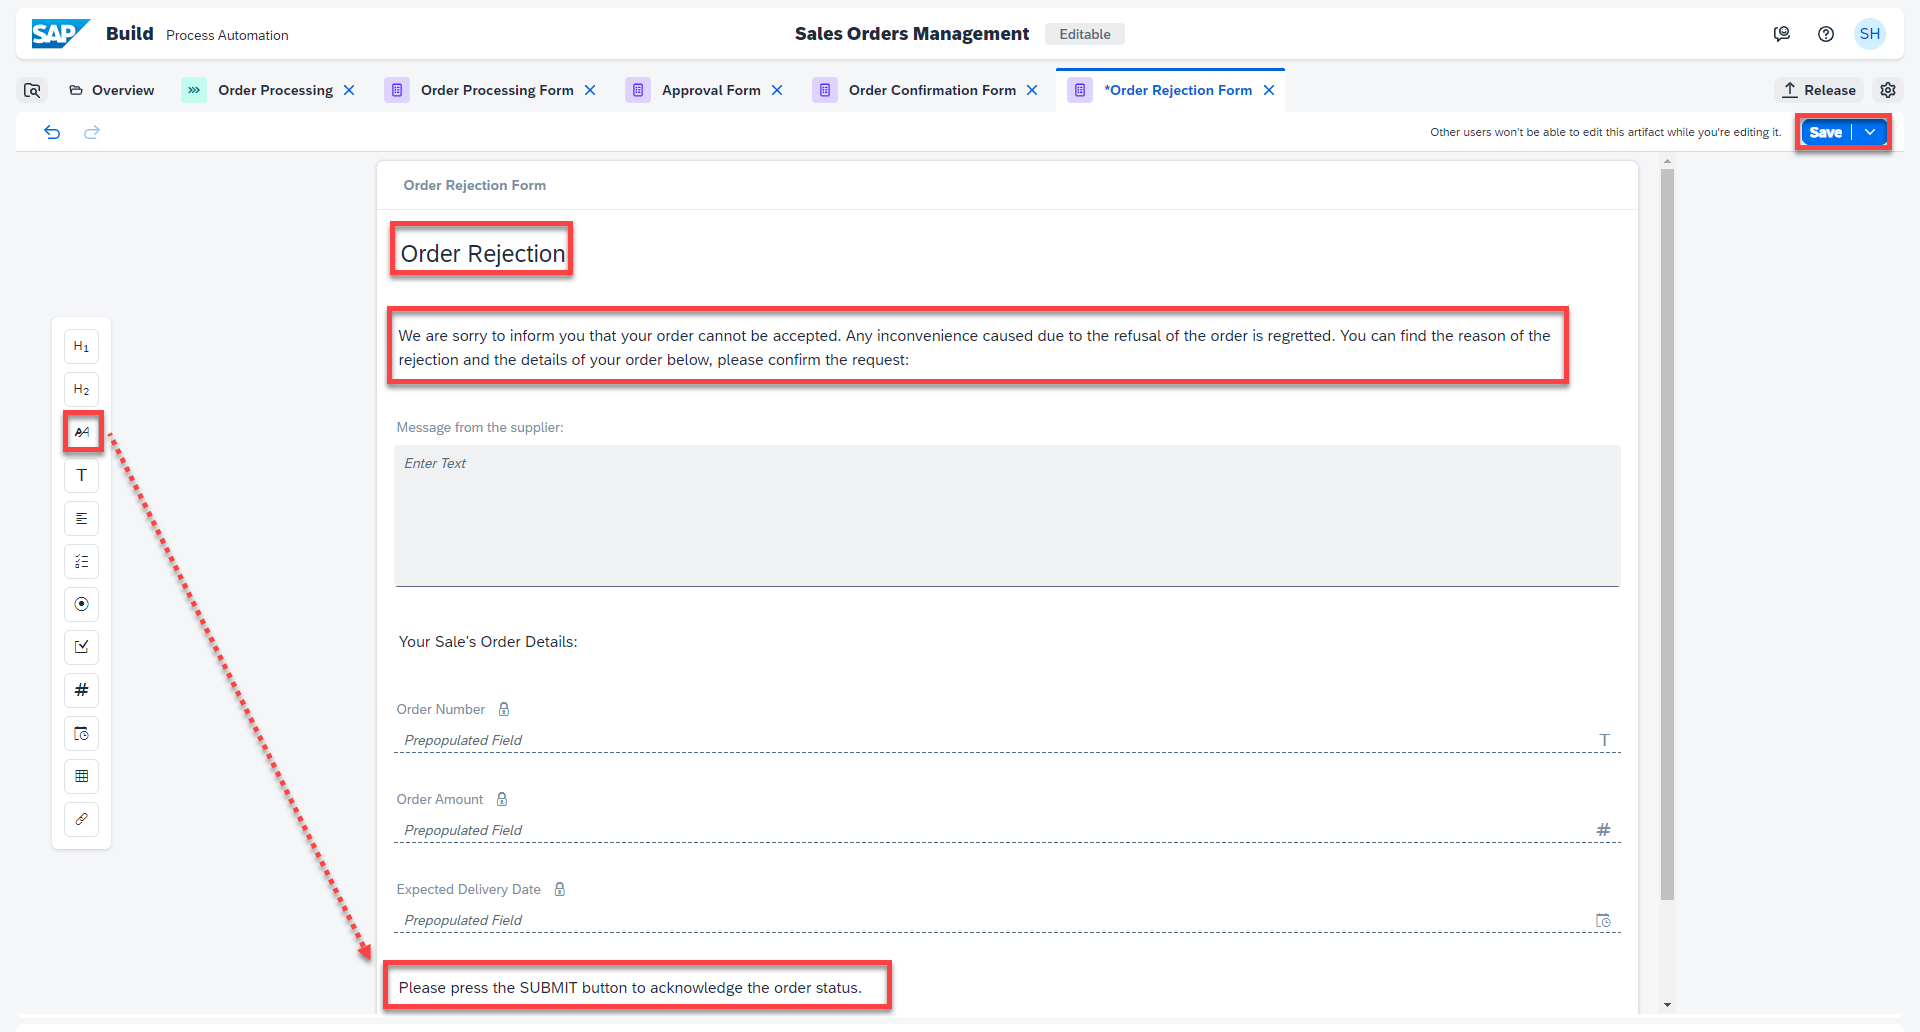 SAP Build Process Automation
Sales Orders Management Editable
SH
Overview Order Processing Order Processing Form Approval Form Order Confirmation Form *Order Rejection Form Release
Other users won't be able to edit this artifact while you're editing it. Save
Order Rejection Form
Order Rejection
We are sorry to inform you that your order cannot be accepted. Any inconvenience caused due to the refusal of the order is regretted. You can find the reason of the
rejection and the details of your order below, please confirm the request:
H1
H2
AA
T
#
Message from the supplier:
Enter Text
Your Sale's Order Details:
Order Number
Prepopulated Field T
Order Amount
Prepopulated Field #
Expected Delivery Date
Prepopulated Field
Please press the SUBMIT button to acknowledge the order status.